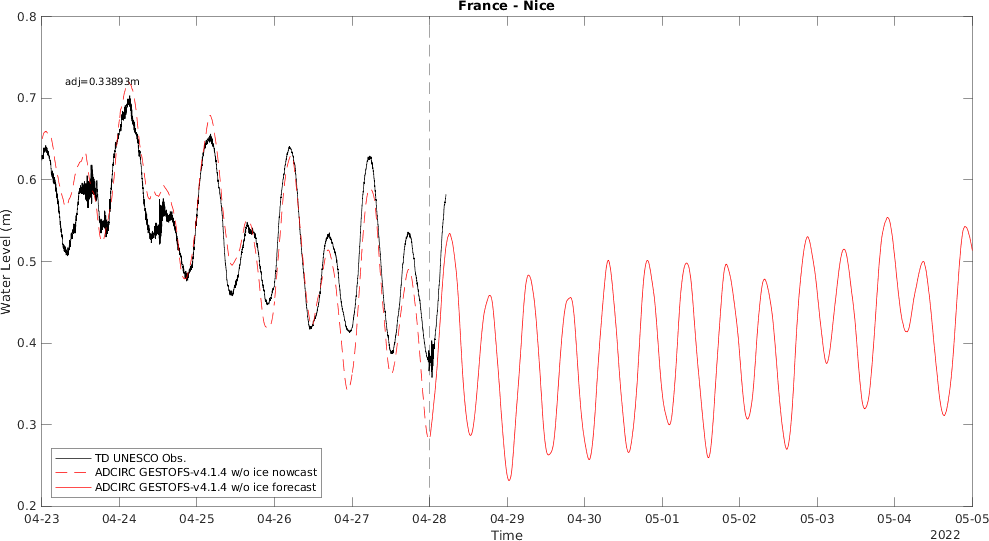 France - Nice
0.8
adj=0.33893m
0.7
0.6
0.5
0.4
0.3
0.2
Water Level (m)
TD UNESCO Obs.
ADCIRC GESTOFS-v4.1.4 w/o ice nowcast
ADCIRC GESTOFS-v4.1.4 w/o ice forecast
04-23 04-24 04-25 04-26 04-27 04-28 04-29 04-30 05-01 05-02 05-03 05-04 05-05
Time
2022